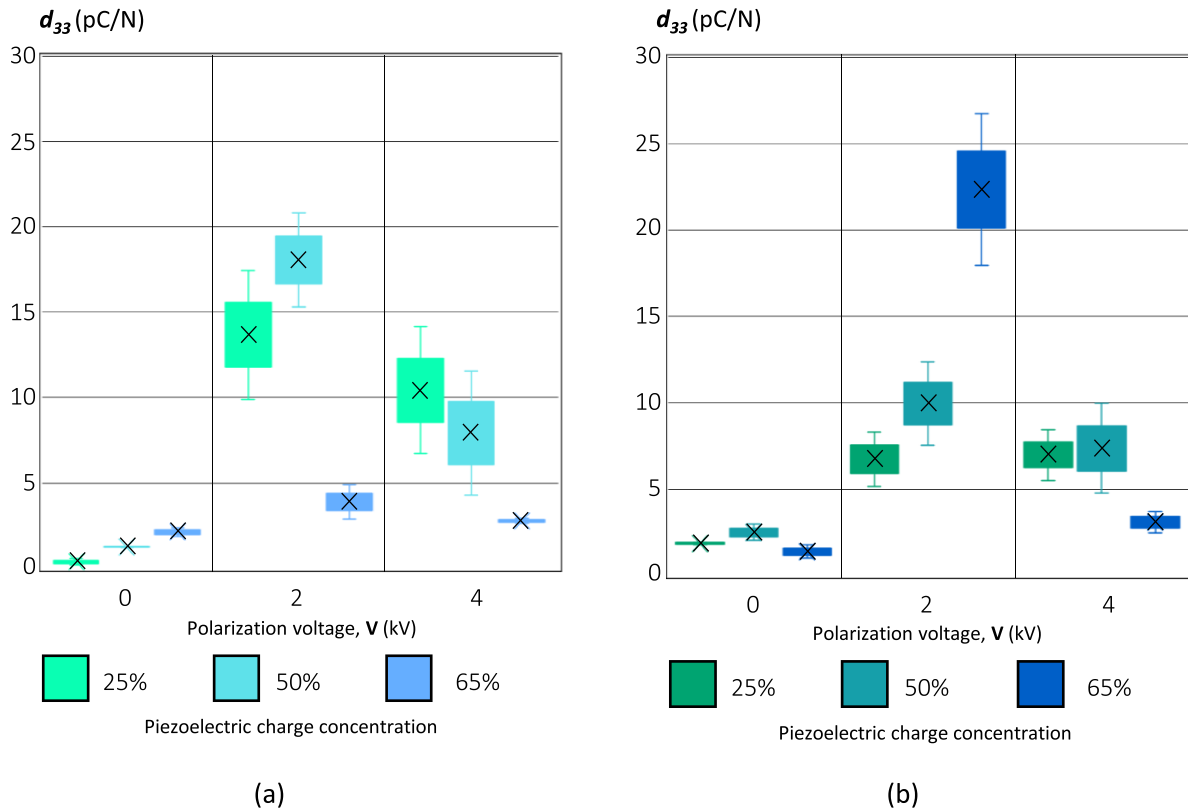 d33 (pC/N)
30
25
20
15
10
5
0
0 2 4
Polarization voltage, V (kV)
25% 50% 65%
Piezoelectric charge concentration
(a)
d33 (pC/N)
30
25
20
15
10
5
0
0 2 4
Polarization voltage, V (kV)
25% 50% 65%
Piezoelectric charge concentration
(b)